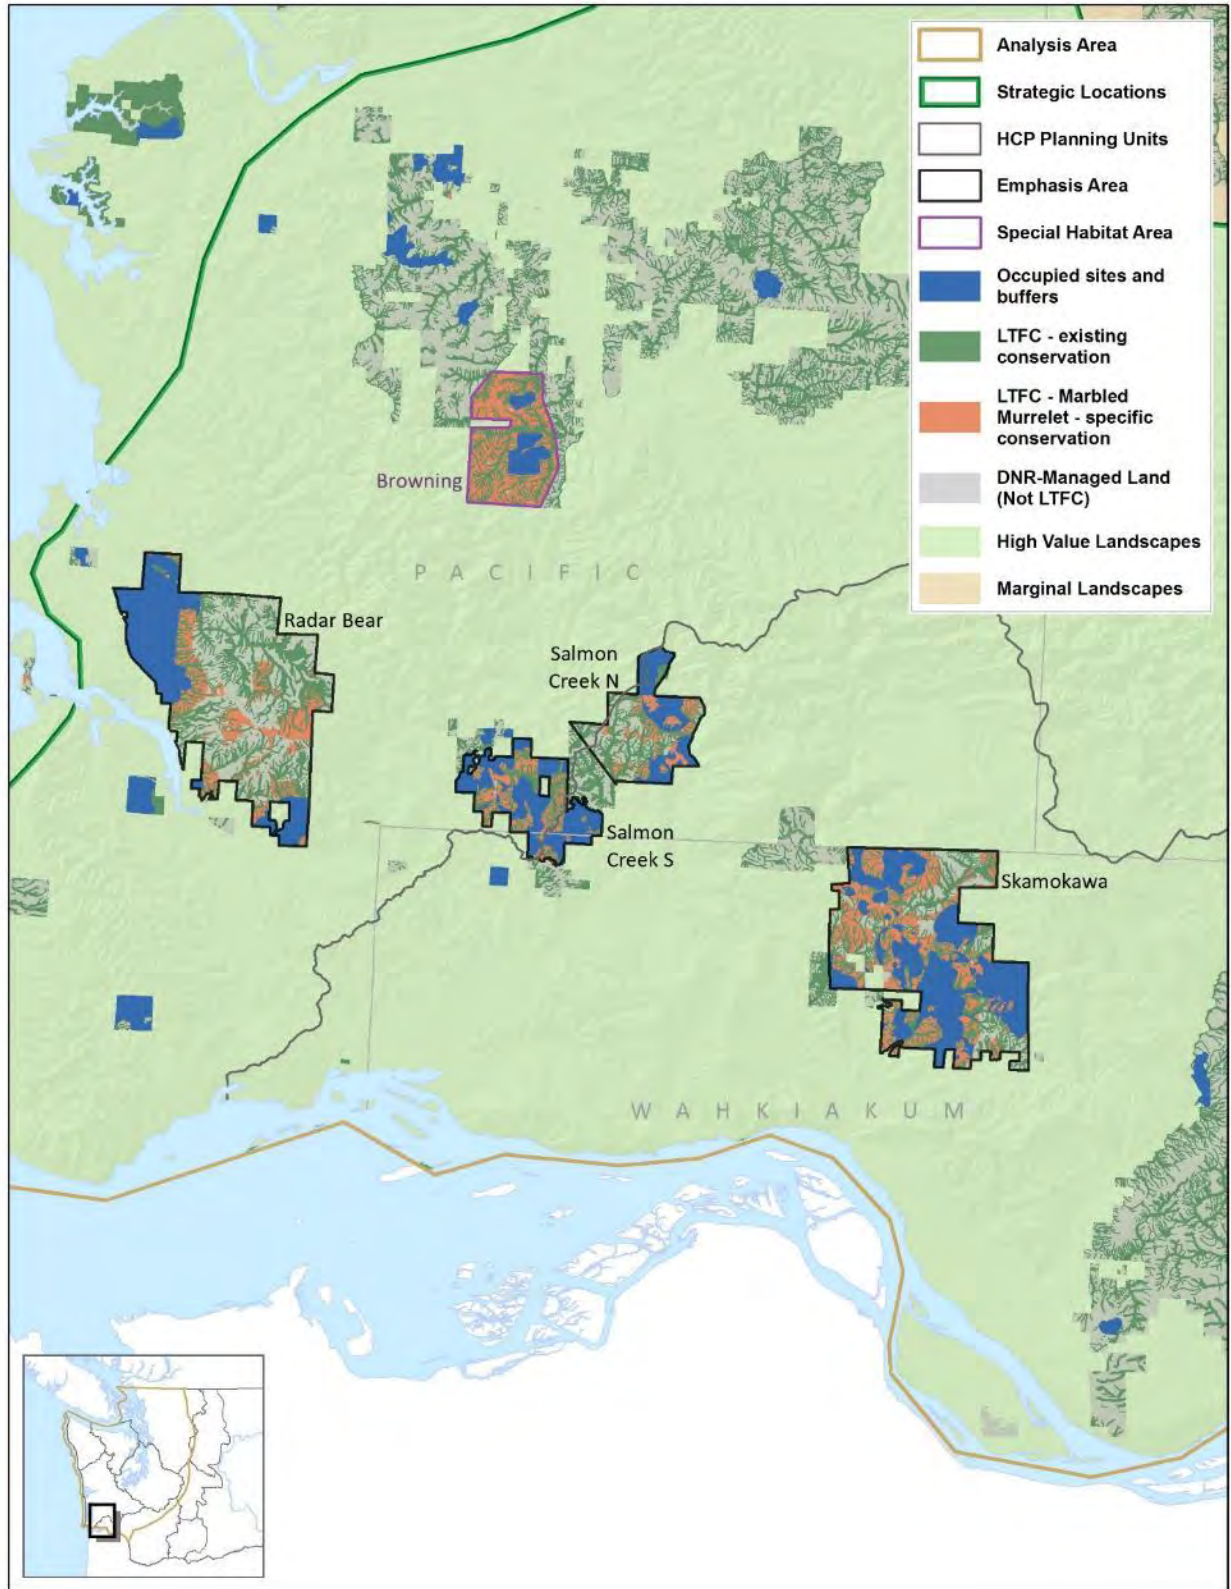 Analysis Area
Strategic Locations
HCP Planning Units
Emphasis Area
Special Habitat Area
Occupied sites and
buffers
LTFC - existing
conservation
LTFC - Marbled
Murrelet - specific
conservation
DNR-Managed Land
(Not LTFC)
High Value Landscapes
Marginal Landscapes
Browning
PACIFIC
Radar Bear
Salmon
Creek N
Salmon
Creek S
Skamokawa
WAHKIAKUM